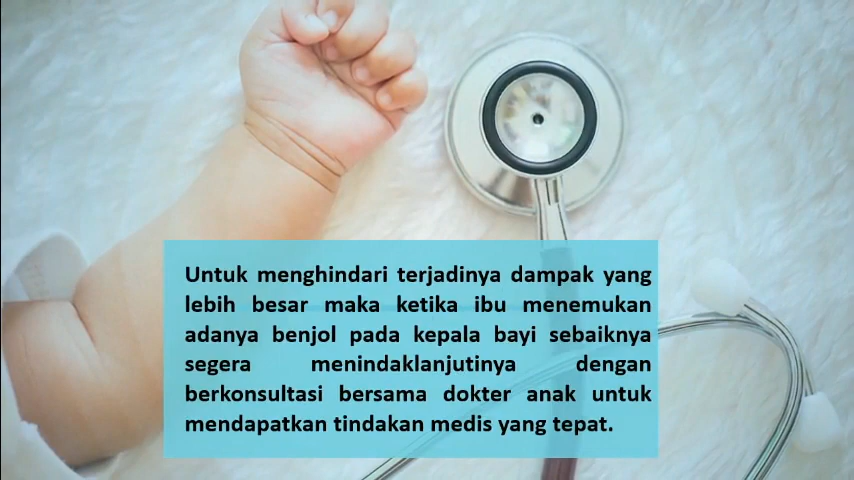 Untuk menghindari terjadinya dampak yang
lebih besar maka ketika ibu menemukan
adanya benjol pada kepala bayi sebaiknya
segera menindaklanjutinya dengan
berkonsultasi bersama dokter anak untuk
mendapatkan tindakan medis yang tepat.